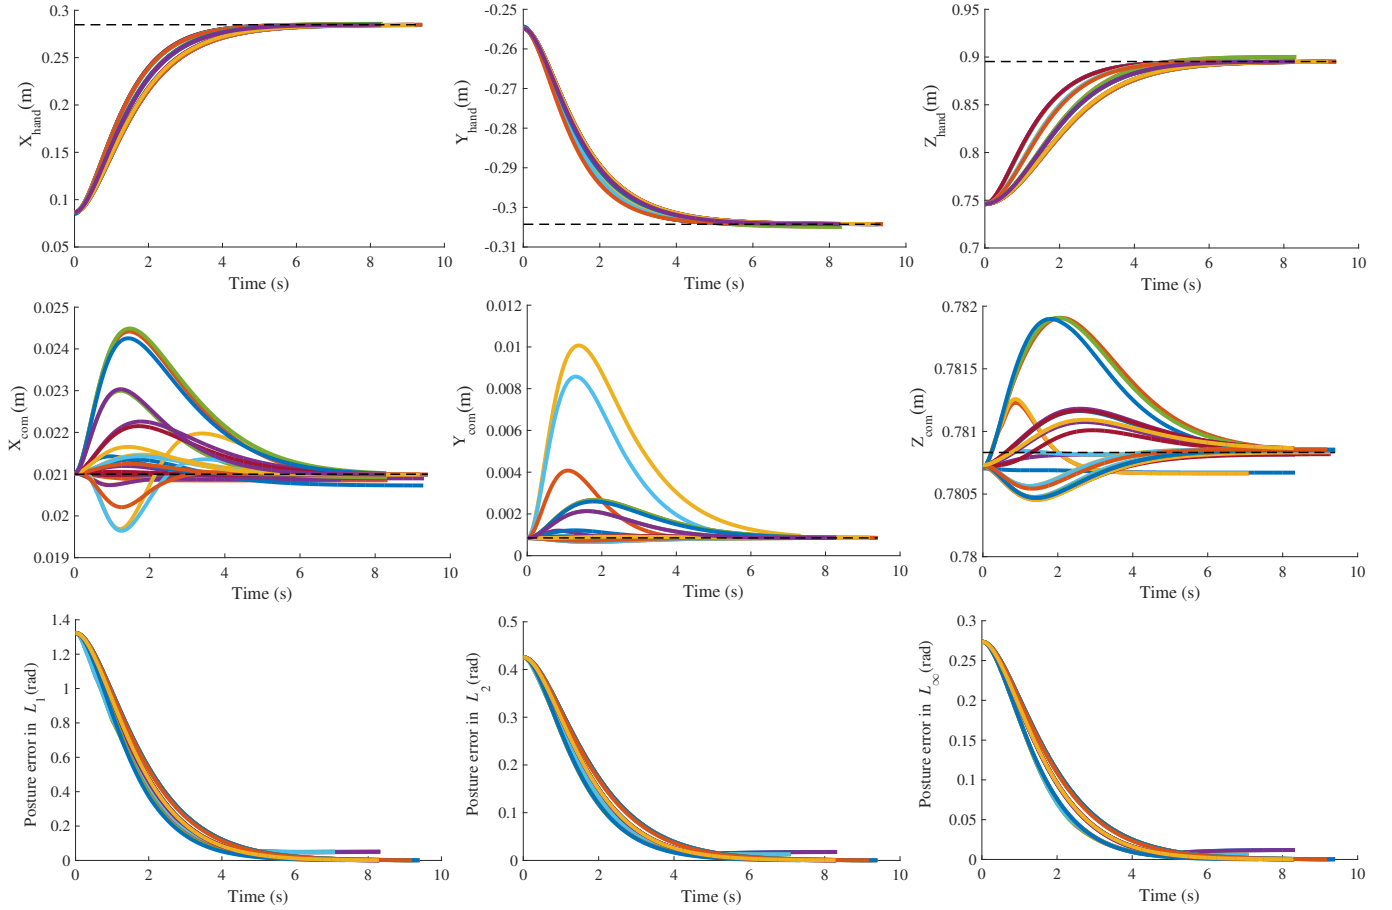 0.3
0.25
0.2
0.15
0.1
0.05
X_hand(m)
0 2 4 6 8 10
Time (s)
-0.25
-0.26
-0.27
-0.28
-0.29
-0.3
-0.31
Y_hand(m)
0 2 4 6 8 10
Time (s)
0.95
0.9
0.85
0.8
0.75
0.7
Z_hand(m)
0 2 4 6 8 10
Time (s)
0.025
0.024
0.023
0.022
0.021
0.02
0.019
X_com(m)
0 2 4 6 8 10
Time (s)
0.012
0.01
0.008
0.006
0.004
0.002
0
Y_com(m)
0 2 4 6 8 10
Time (s)
0.782
0.7815
0.781
0.7805
0.78
Z_com(m)
0 2 4 6 8 10
Time (s)
1.4
1.2
1
0.8
0.6
0.4
0.2
0
Posture error in L_1(rad)
0 2 4 6 8 10
Time (s)
0.5
0.4
0.3
0.2
0.1
0
Posture error in L_2(rad)
0 2 4 6 8 10
Time (s)
0.3
0.25
0.2
0.15
0.1
0.05
0
Posture error in L_∞(rad)
0 2 4 6 8 10
Time (s)